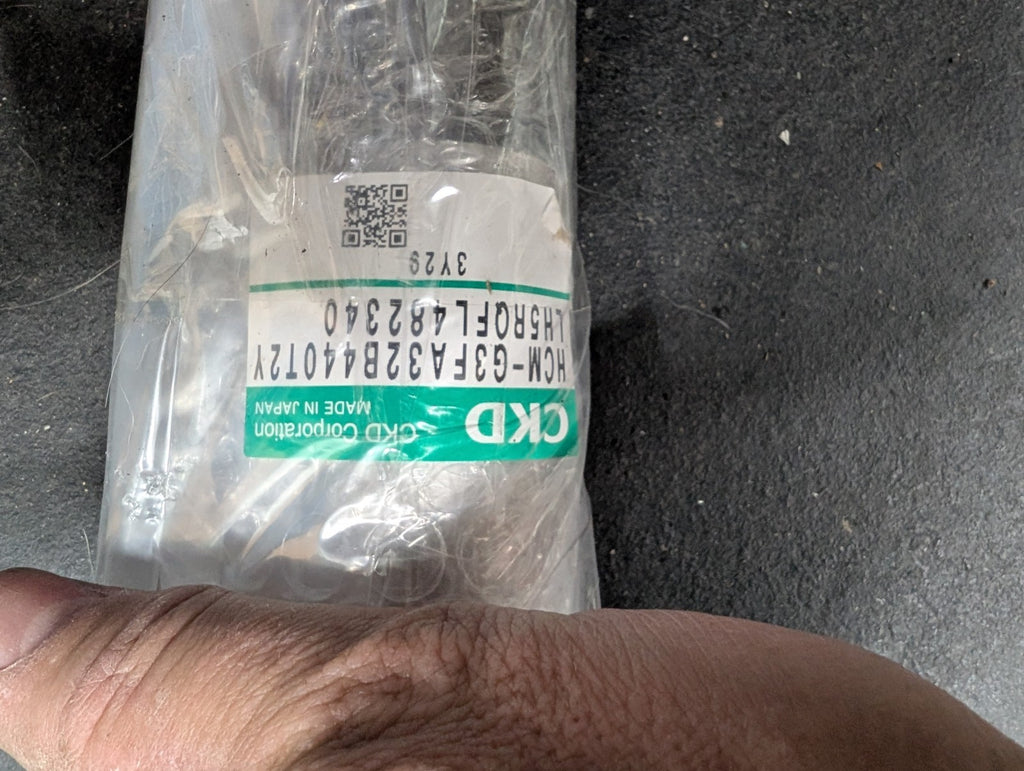 CKD CKD Corporation
MADE IN JAPAN
HCM-G3FA32B440T2Y
LH5RQFL482340
3Y29